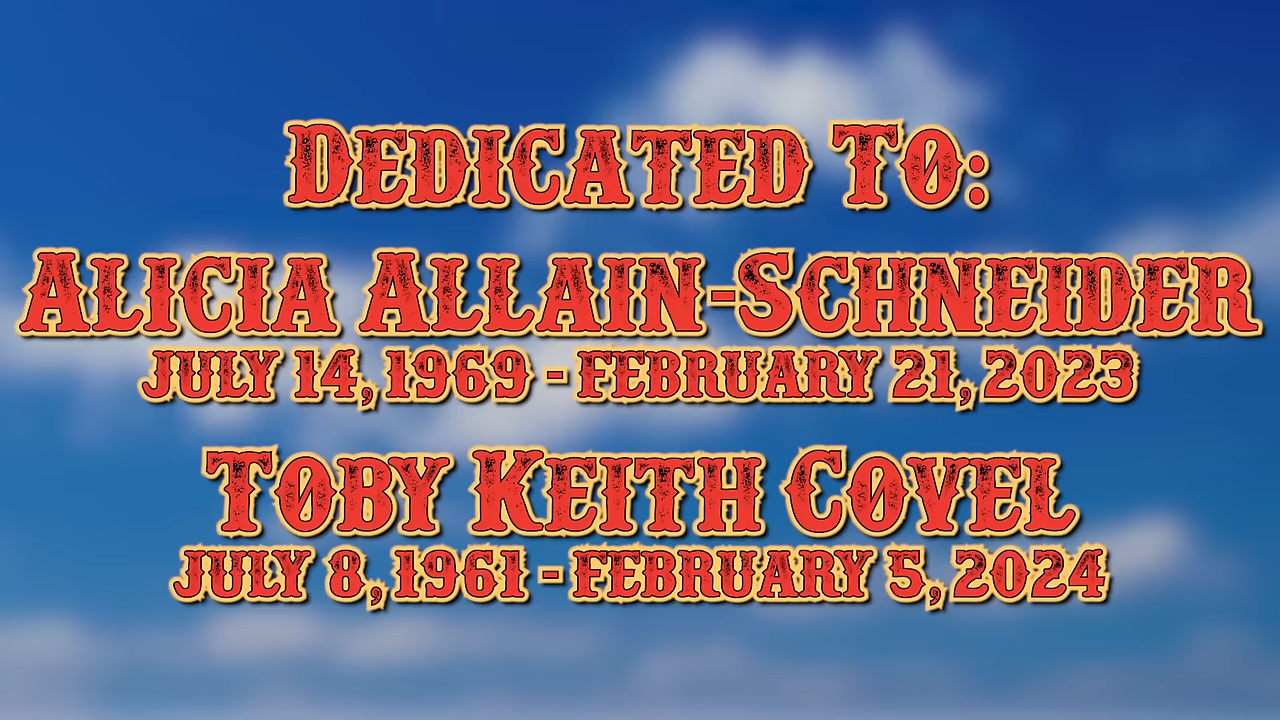 Dedicated To:
Alicia Allain-Schneider
July 14, 1969 - February 21, 2023
Toby Keith Covel
July 8, 1961 - February 5, 2024